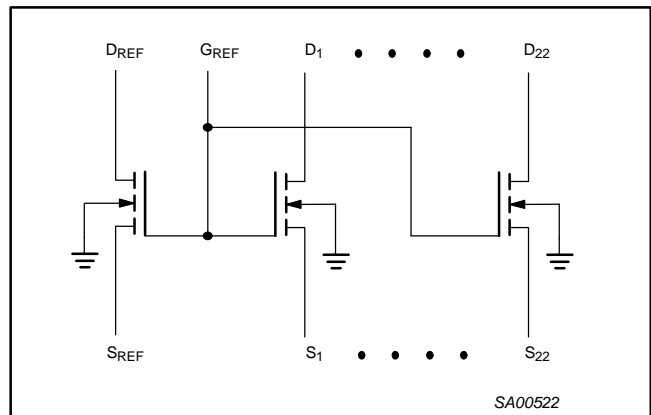 DREF GREF D1 • • • • D22
SREF S1 • • • • S22
SA00522